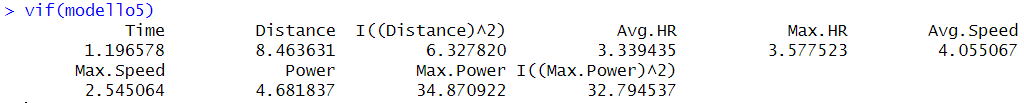 > vif(modello5)
Time Distance I((Distance)^2) Avg.HR Max.HR Avg.Speed
1.196578 8.463631 6.327820 3.339435 3.577523 4.055067
Max.Speed Power Max.Power I((Max.Power)^2)
2.545064 4.681837 34.870922 32.794537